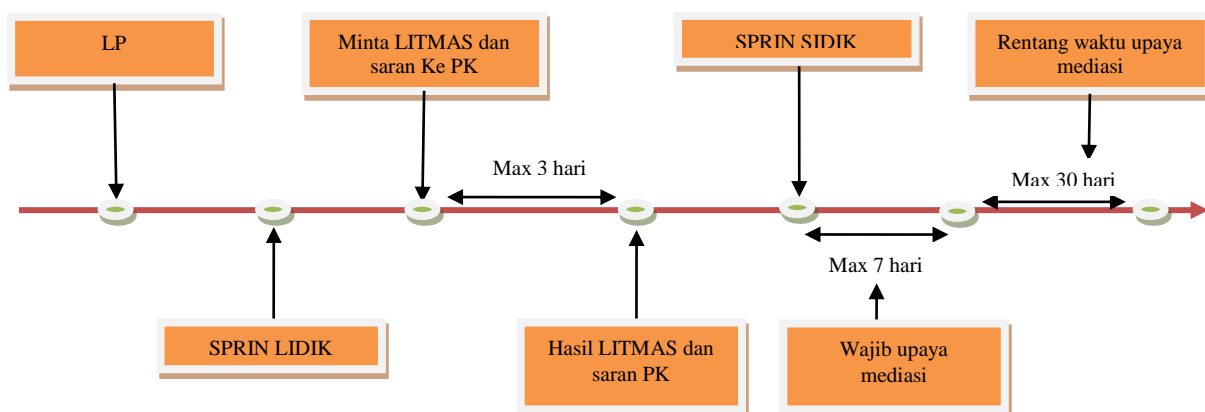 LP
Minta LITMAS dan
saran Ke PK
SPRIN SIDIK
Rentang waktu upaya
mediasi
Max 3 hari
Max 30 hari
Max 7 hari
SPRIN LIDIK
Hasil LITMAS dan
saran PK
Wajib upaya
mediasi